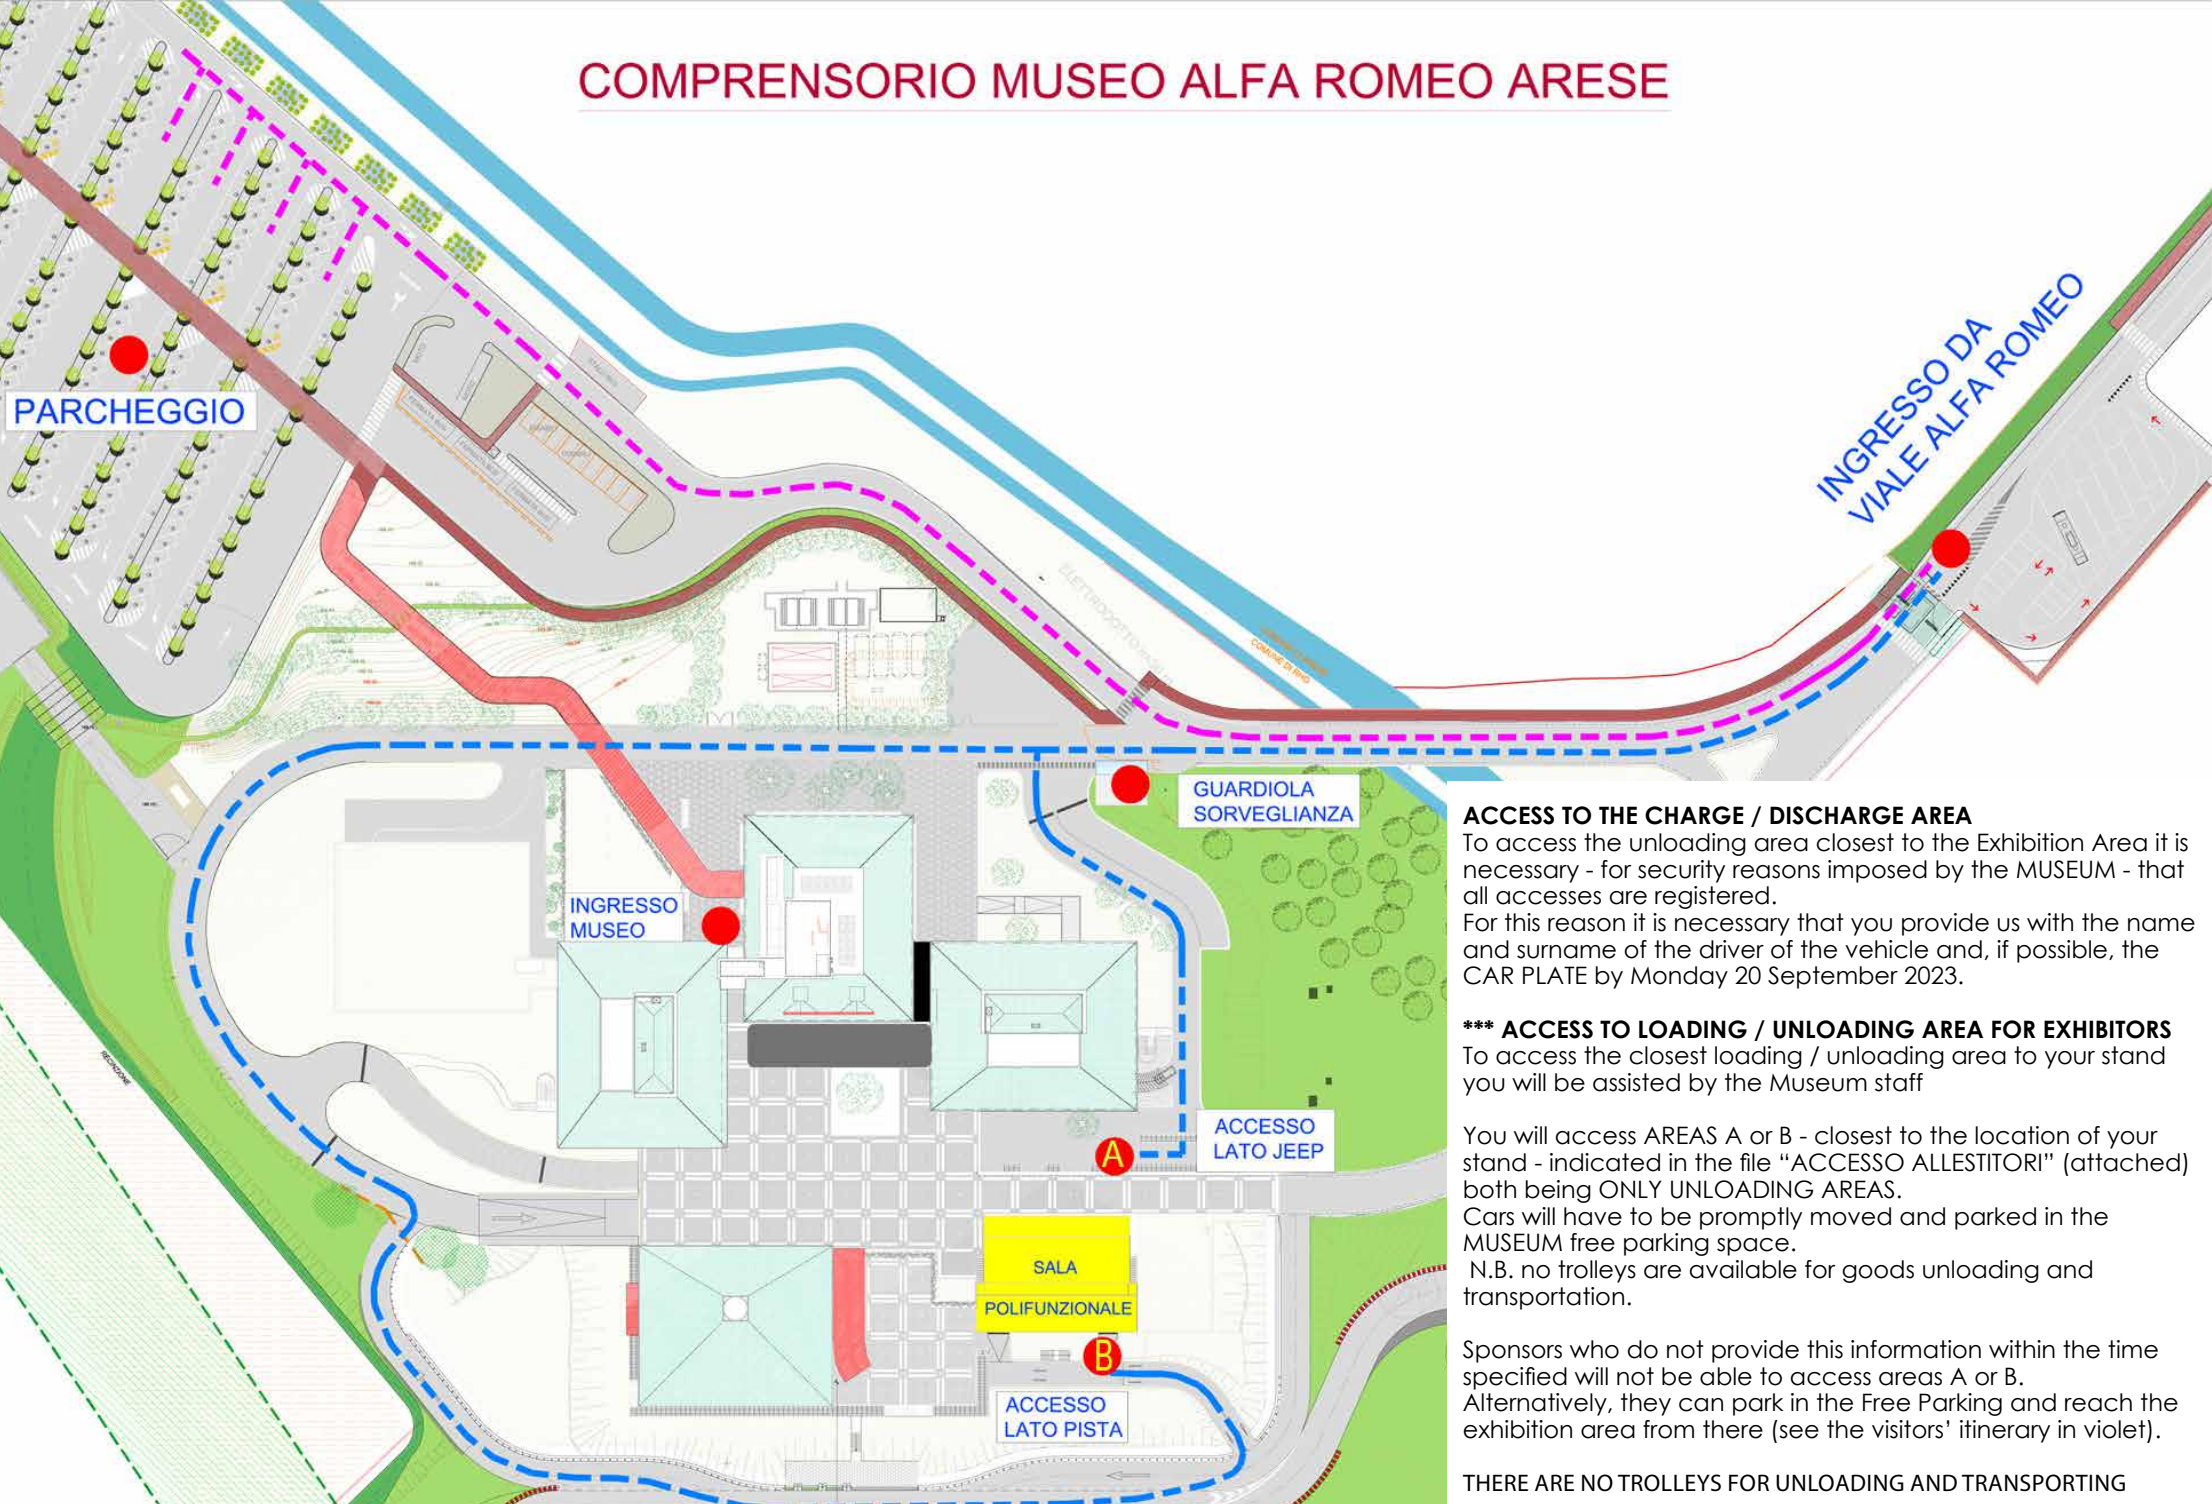 COMPRENSORIO MUSEO ALFA ROMEO ARESE
INGRESSO DA
VIALE ALFA ROMEO
PARCHEGGIO
ELETTRODOTTO
COMUNE DI RHO
GUARDIOLA
SORVEGLIANZA
INGRESSO
MUSEO
RECINZIONE
ACCESSO
LATO JEEP
A
SALA
POLIFUNZIONALE
B
ACCESSO
LATO PISTA
ACCESS TO THE CHARGE / DISCHARGE AREA
To access the unloading area closest to the Exhibition Area it is
necessary - for security reasons imposed by the MUSEUM - that
all accesses are registered.
For this reason it is necessary that you provide us with the name
and surname of the driver of the vehicle and, if possible, the
CAR PLATE by Monday 20 September 2023.
*** ACCESS TO LOADING / UNLOADING AREA FOR EXHIBITORS
To access the closest loading / unloading area to your stand
you will be assisted by the Museum staff
You will access AREAS A or B - closest to the location of your
stand - indicated in the file “ACCESSO ALLESTITORI” (attached)
both being ONLY UNLOADING AREAS.
Cars will have to be promptly moved and parked in the
MUSEUM free parking space.
N.B. no trolleys are available for goods unloading and
transportation.
Sponsors who do not provide this information within the time
specified will not be able to access areas A or B.
Alternatively, they can park in the Free Parking and reach the
exhibition area from there (see the visitors’ itinerary in violet).
THERE ARE NO TROLLEYS FOR UNLOADING AND TRANSPORTING